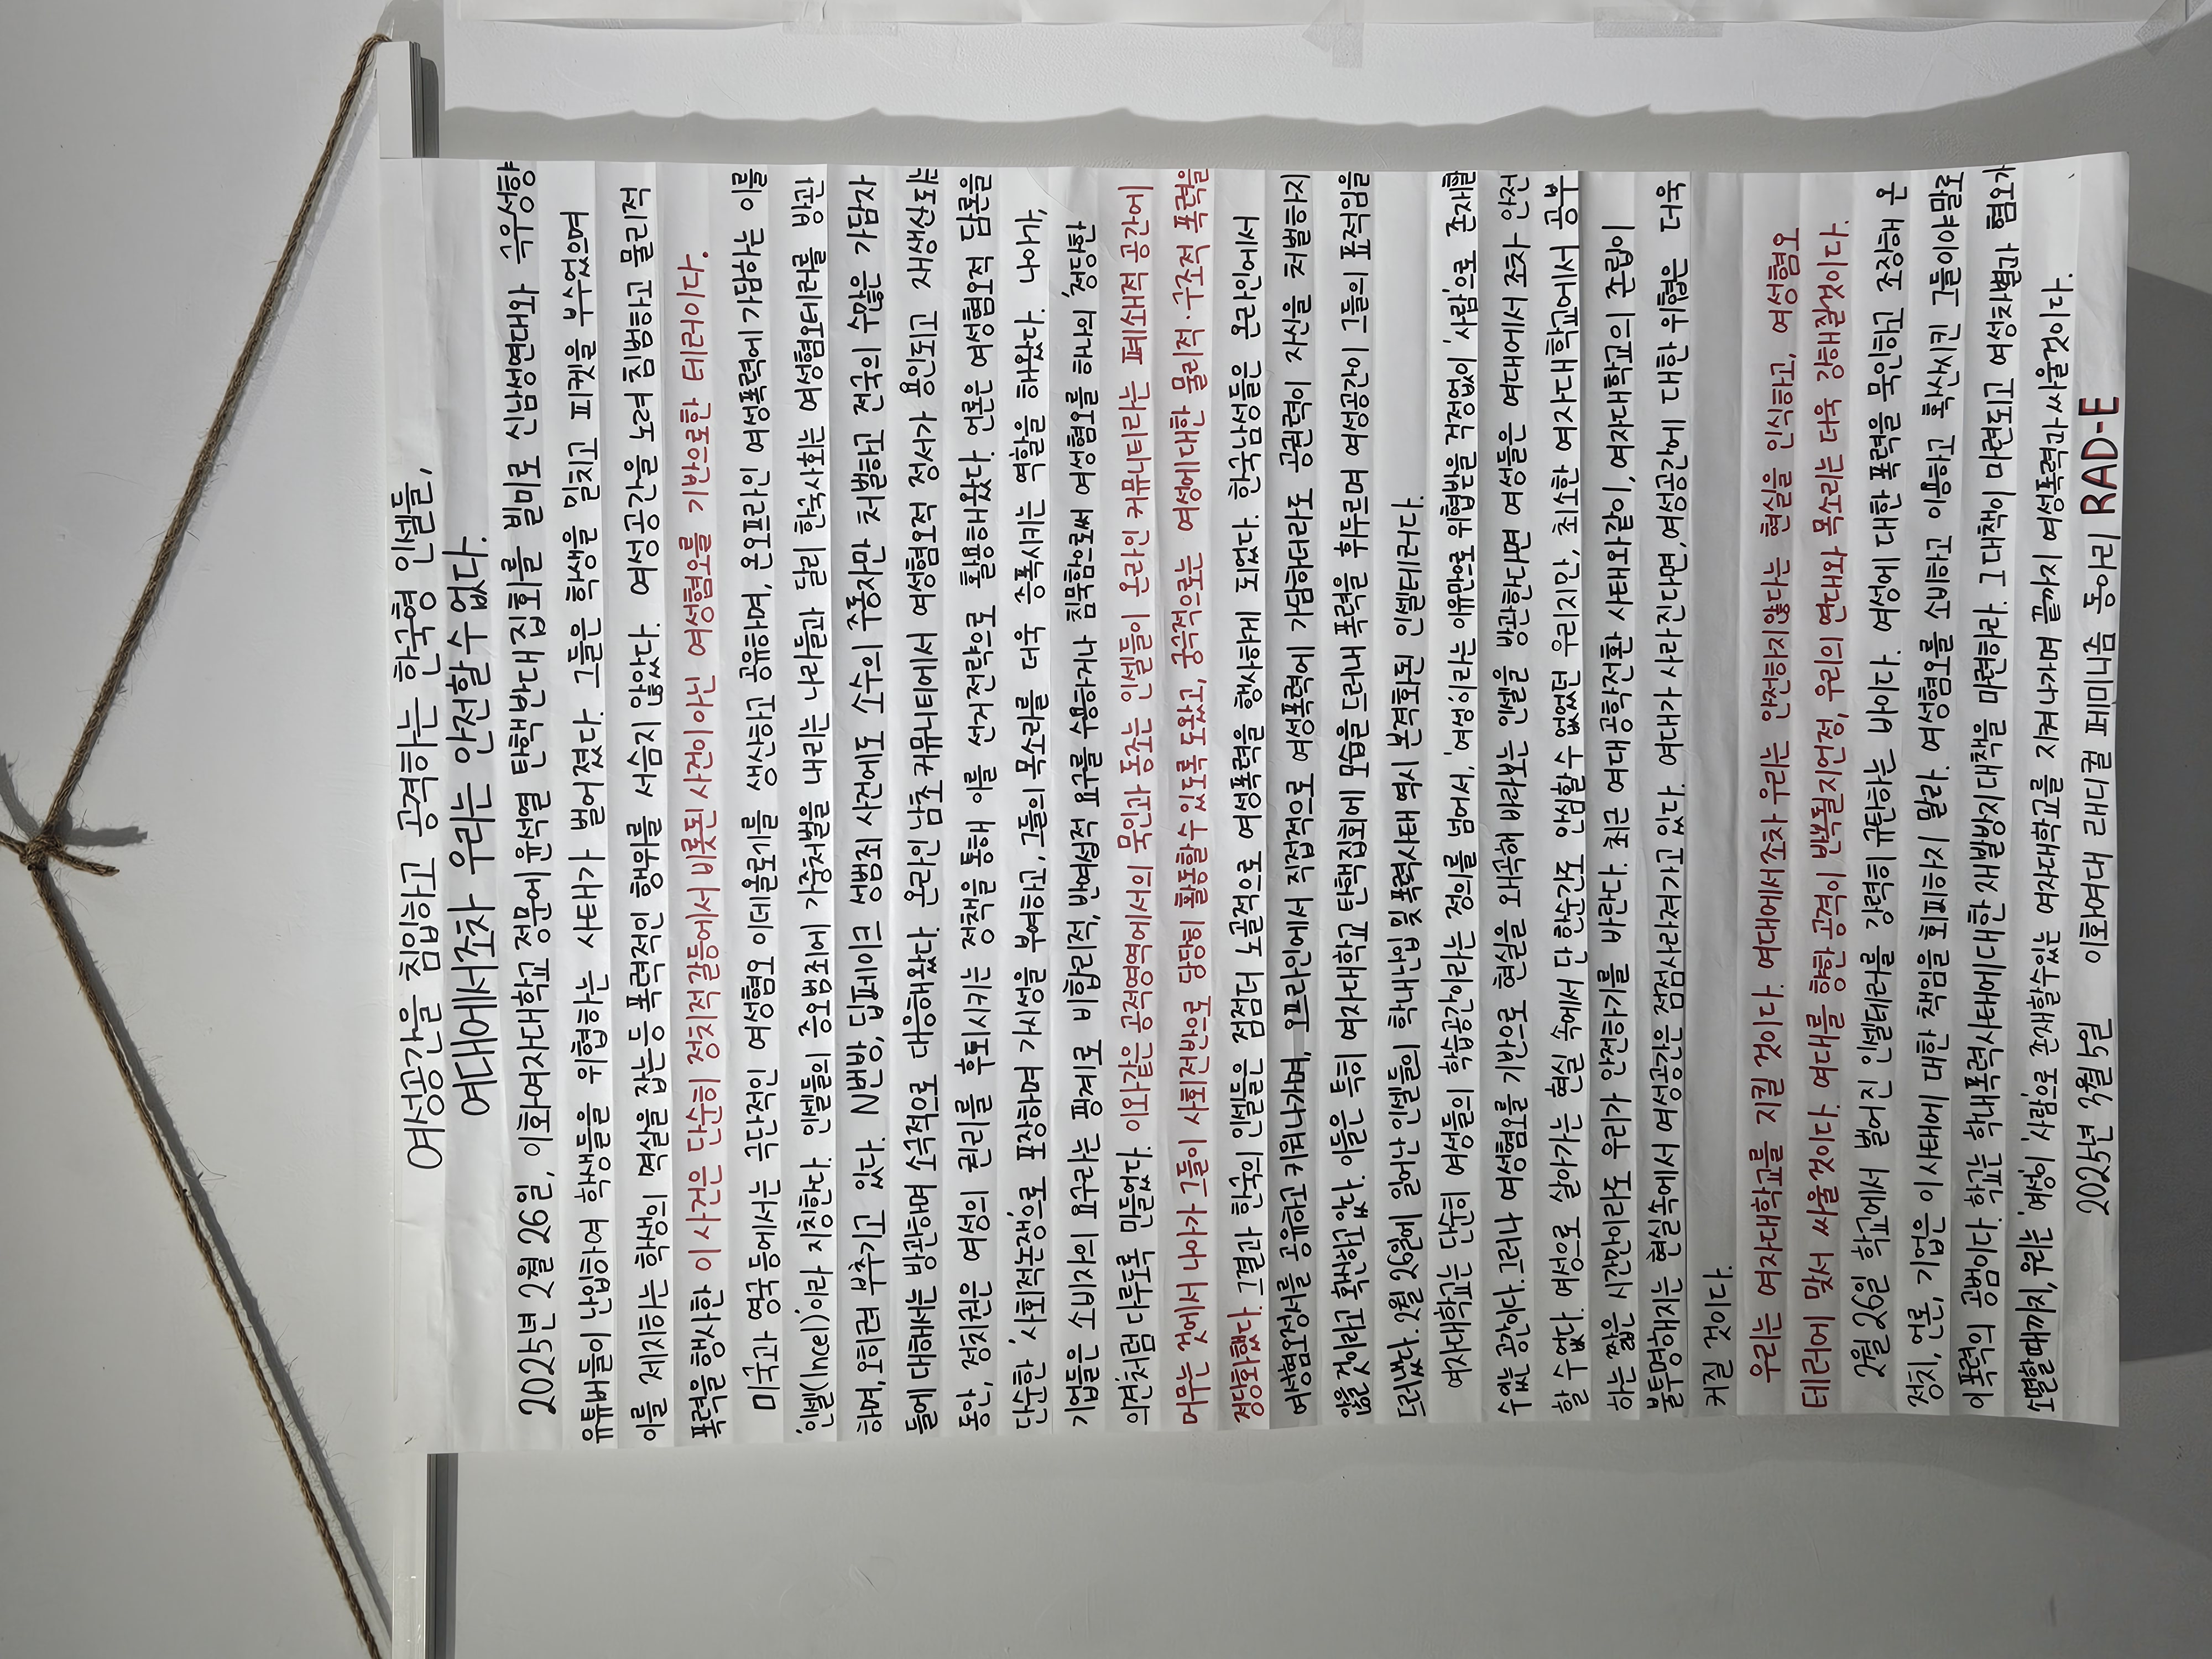 여성공간을 침입하고 공격하는 한국형 인셀들,
여대에서조차 우리는 안전할 수 없다.
2025년 2월 26일, 이화여자대학교 정문에 윤석열 탄핵 반대 집회를 빌미로 신남성연대와 극우성향
유튜버들이 난입하여 학생들을 위협하는 사태가 벌어졌다. 그들은 학생을 밀치고 피켓을 부수었으며
이를 제지하는 학생의 멱살을 잡는 등 폭력적인 행위를 서슴지 않았다. 여성공간을 노려 침범하고 물리적
폭력을 행사한 이 사건은 단순히 정치적 갈등에서 비롯된 사건이 아닌 여성혐오를 기반으로한 테러이다.
미국과 영국 등에서는 극단적인 여성혐오 이데올로기를 생산하고 공유하며, 온오프라인 여성폭력에 가담하는 이를
'인셀(Incel)'이라 지칭한다. 인셀들의 증오범죄에 가중처벌을 내리는 나라들과 달리 한국사회는 여성혐오테러를 방관
하며, 오히려 부추기고 있다. N번방, 딥페이크 성범죄 사건에도 소수의 주동자만 처벌하고 전국의 수많은 가담자
들에 대해서는 방관하며 소극적으로 대응해왔다. 온라인 남초 커뮤니티에서 여성혐오적 정서가 용인되고 재생산되는
동안, 정치권은 여성의 권리를 후퇴시키는 정책을 통해 이를 선거전략으로 활용해왔다. 언론은 여성혐오적 담론을
단순한 '사회적논쟁'으로 포장하며 가시성을 부여하고, 그들의 목소리를 더욱 증폭시키는 역할을 해왔다. 나아가,
기업들은 소비자의 요구라는 핑계로 비합리적, 반여성적 요구를 수용하거나 침묵함으로써 여성혐오를 하나의 '정당한
의견'처럼 다루도록 만들었다. 이와같은 공적영역에서의 묵인과 동조는 인셀들이 온라인 커뮤니티라는 폐쇄적 공간에
머무는 것에서 나아가 그들이 사회전반으로 당당히 활동할 수 있도록 도왔고, 궁극적으로는 여성에 대한 물리적·구조적 폭력을
정당화했다. 그결과 한국의 인셀들은 점점더 노골적으로 여성폭력을 행사하게 되었다. 한국남성들은 온라인에서
여성혐오정서를 공유하고 키워나가며, 오프라인에서 직접적으로 여성폭력에 가담하더라도 공권력이 자신을 처벌하지
않을 것이라고 확신하고 있다. 이들은 특히 여자대학교 탄핵집회에 모습을 드러내 폭력을 휘두르며 여성공간이 그들의 표적임을
드러냈다. 2월 26일에 일어난 인셀들의 학내난입 및 폭력사태 역시 본격화된 인셀테러다.
여자대학교는 단순히 여성들의 학습공간이라는 정의를 넘어서, '여성'이라는 이유만으로 위협받을 걱정없이 '사람'으로 존재할
수 있는 공간이다. 그러나 여성혐오를 기반으로 현실을 왜곡해 바라보는 인셀을 방관한다면 여성들은 여대에서 조차 안전
할 수 없다. 여성으로 살아가는 현실 속에서 단 한순간도 안심할 수 없었던 우리지만, 최소한 여자대학교에서 공부
하는 짧은 시간만이라도 우리가 안전하기를 바란다. 최근 여대 공학전환 사태와같이, 여자대학교의 존립이
불투명해지는 현실속에서 여성공간은 점점사라져가고 있다. 여대가 사라진다면, 여성공간에 대한 위협은 더욱
커질 것이다.
우리는 여자대학교를 지킬 것이다. 여대에서조차 우리는 안전하지않다는 현실을 인식하고, 여성혐오
테러에 맞서 싸울것이다. 여대를 향한 공격이 반복될지언정, 우리의 연대와 목소리는 더욱 강해질것이다.
2월 26일 학교에서 벌어진 인셀테러를 강력히 규탄하는 바이다. 여성에 대한 폭력을 묵인하고 조장해 온
정치, 언론, 기업은 이 사태에 대한 책임을 회피하지 말라. 여성혐오를 소비하고 이용하고 확산시킨 그들이야말로
이 폭력의 공범이다. 학교는 학내폭력사태에 대한 재발방지 대책을 마련하라. 그 대책이 마련되고 여성차별과 혐오가
소멸할 때까지, 우리는 '여성'이 '사람'으로 존재할수있는 여자대학교를 지켜나가며 끝까지 여성폭력과 싸울것이다.
2025년 3월 5일 이화여대 래디컬 페미니즘 동아리 RAD-E